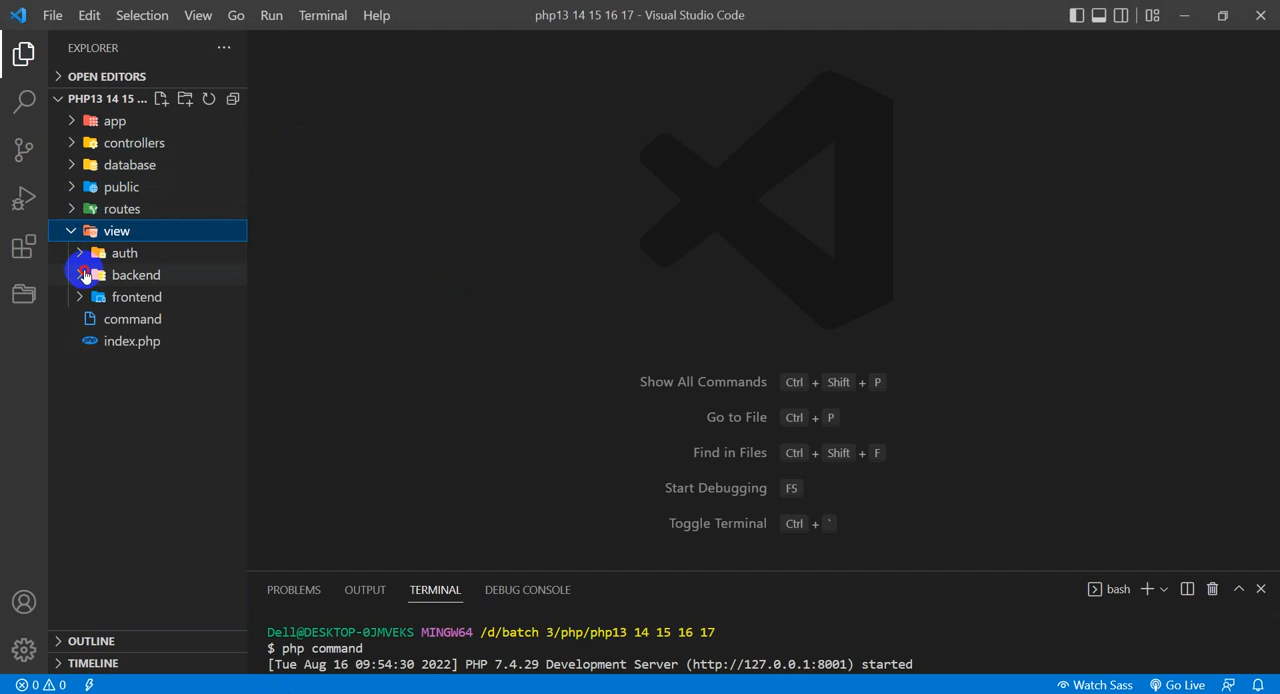 File Edit Selection View Go Run Terminal Help
php13 14 15 16 17 - Visual Studio Code
EXPLORER
OPEN EDITORS
PHP13 14 15 ...
app
controllers
database
public
routes
view
auth
backend
frontend
command
index.php
OUTLINE
TIMELINE
Show All Commands Ctrl + Shift + P
Go to File Ctrl + P
Find in Files Ctrl + Shift + F
Start Debugging F5
Toggle Terminal Ctrl + `
PROBLEMS OUTPUT TERMINAL DEBUG CONSOLE
bash
Dell@DESKTOP-0JMVEKS MINGW64 /d/batch 3/php/php13 14 15 16 17
$ php command
[Tue Aug 16 09:54:30 2022] PHP 7.4.29 Development Server (http://127.0.0.1:8001) started
0 0
Watch Sass Go Live